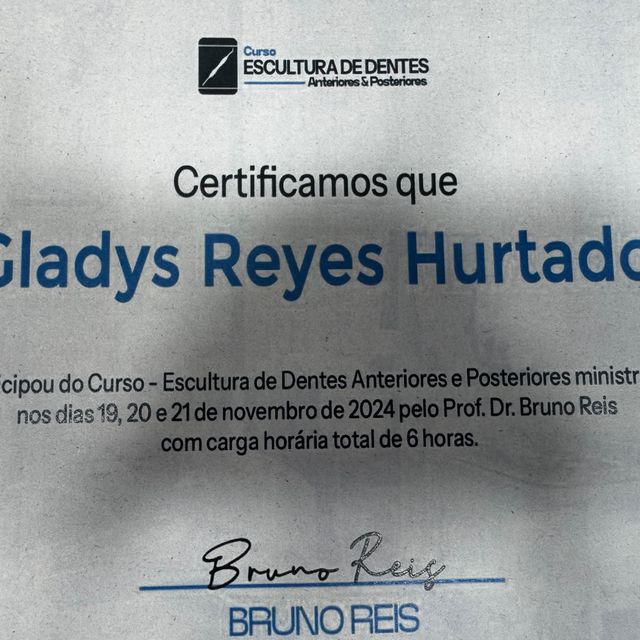 Curso
ESCULTURA DE DENTES
Anteriores & Posteriores
Certificamos que
Gladys Reyes Hurtado
icipou do Curso - Escultura de Dentes Anteriores e Posteriores ministr
nos dias 19, 20 e 21 de novembro de 2024 pelo Prof. Dr. Bruno Reis
com carga horária total de 6 horas.
Bruno Reis
BRUNO REIS